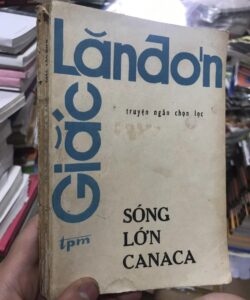 Giắc
Lănđơn
truyện ngắn chọn lọc
SÓNG
LỚN
CANACA
tpm